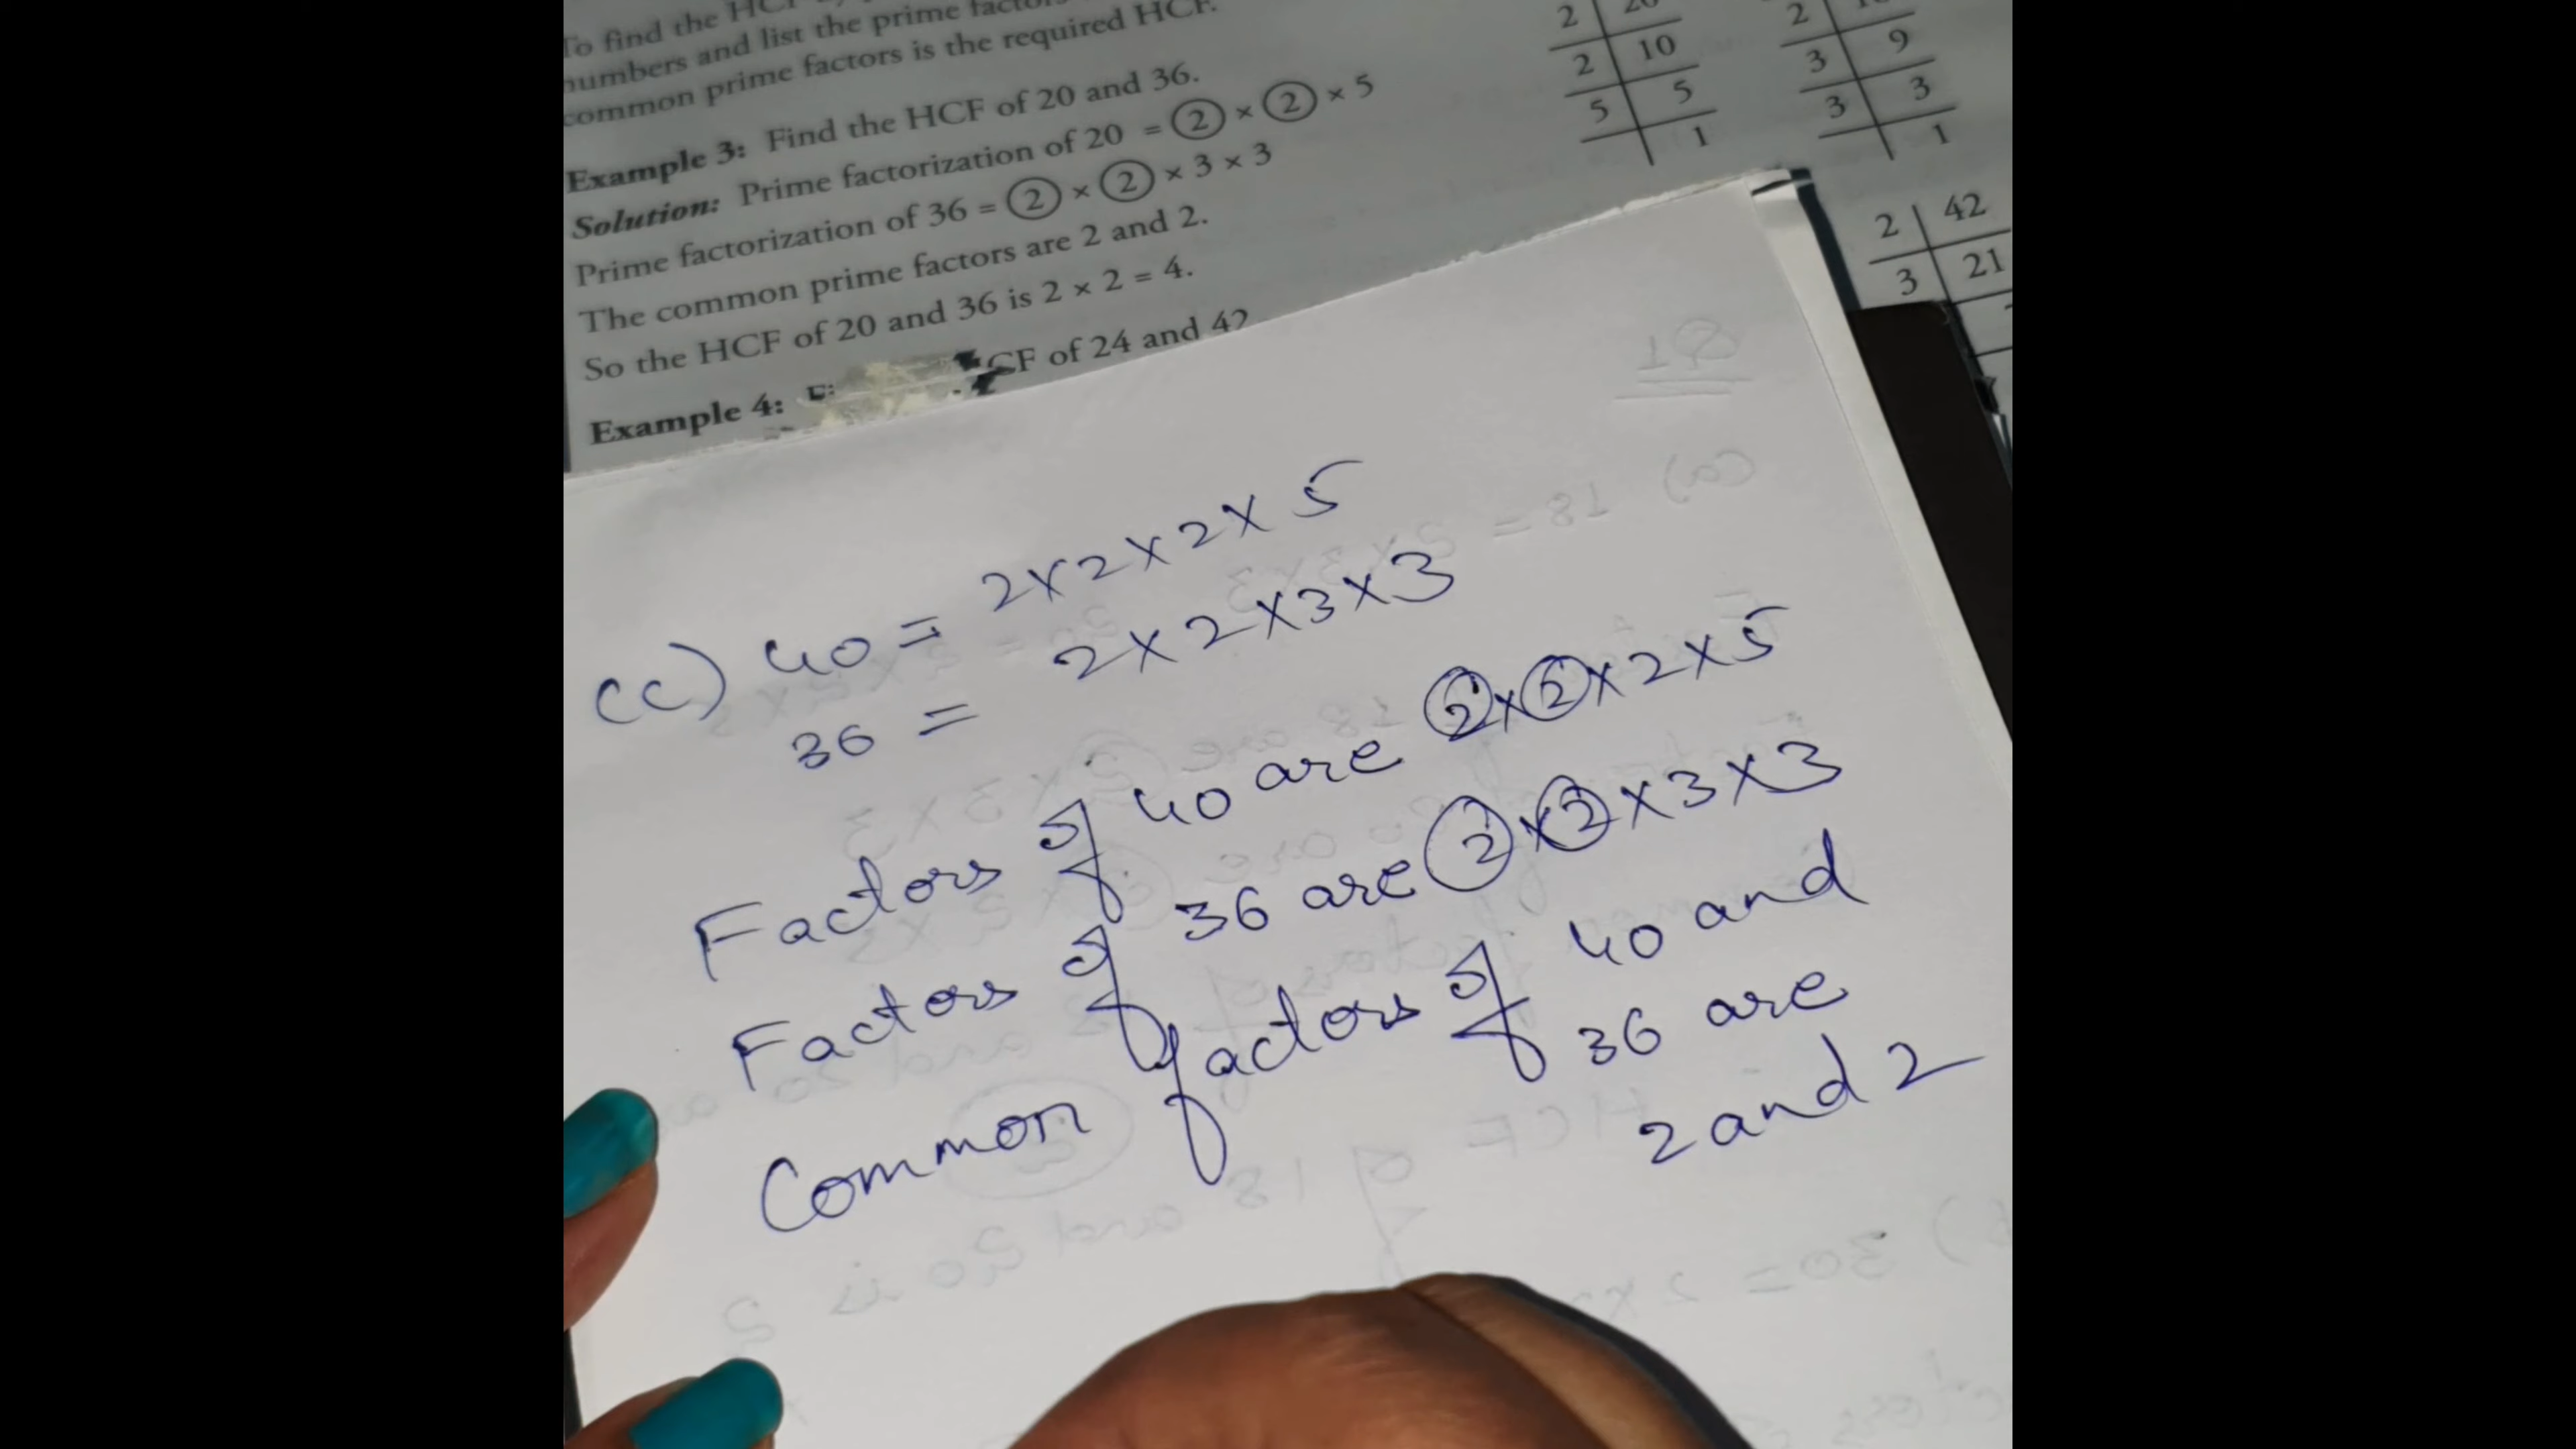 To find the HCF
numbers and list the prime factors
common prime factors is the required HCF.
Example 3: Find the HCF of 20 and 36.
Solution: Prime factorization of 20 = 2 × 2 × 5
Prime factorization of 36 = 2 × 2 × 3 × 3
The common prime factors are 2 and 2.
So the HCF of 20 and 36 is 2 × 2 = 4.
Example 4: CF of 24 and 42
2 20
2 10
5 5
1
2
3 9
3 3
1
2 42
3 21
(c) 40 = 2×2×2×5
36 = 2×2×3×3
Factors of 40 are 2×2×2×5
Factors of 36 are 2×2×3×3
Common factors of 40 and
36 are
2 and 2